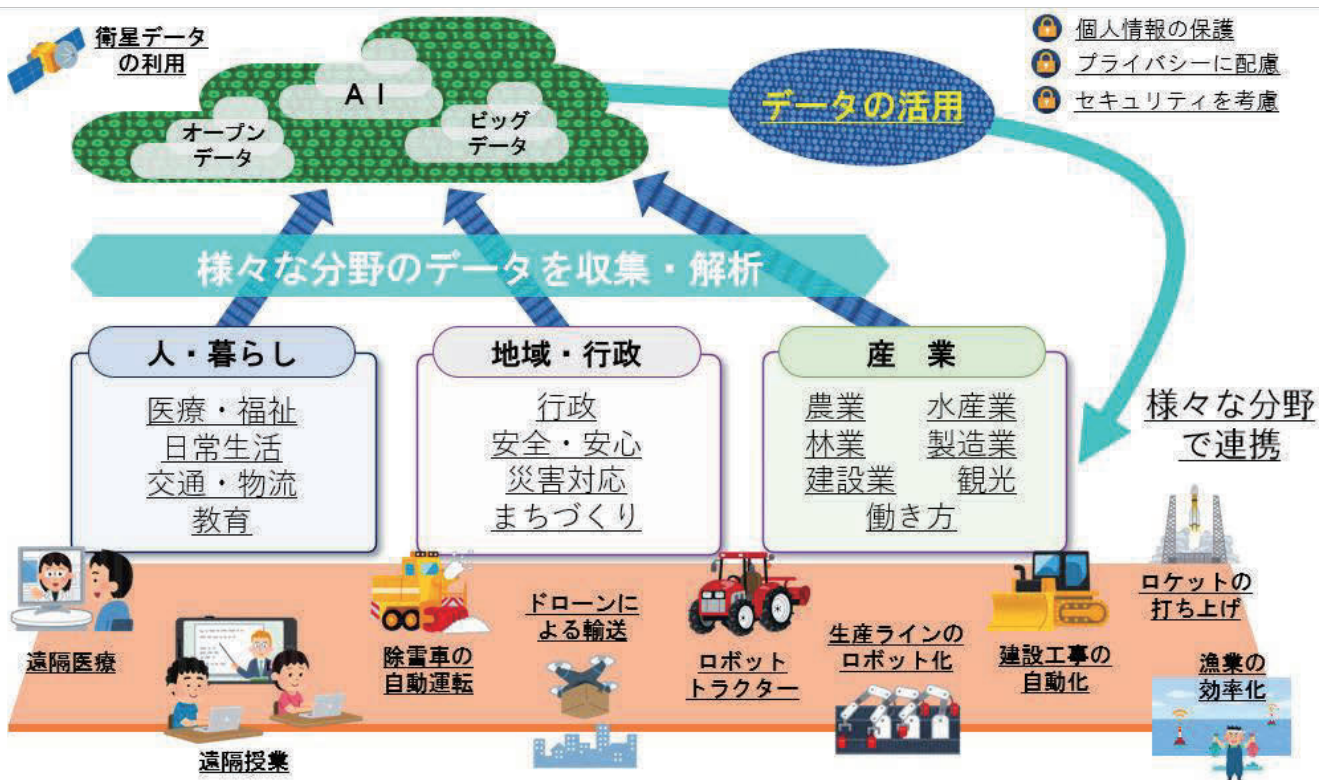 衛星データ
の利用
AI
オープン
データ
ビッグ
データ
データの活用
個人情報の保護
プライバシーに配慮
セキュリティを考慮
様々な分野のデータを収集・解析
人・暮らし
医療・福祉
日常生活
交通・物流
教育
地域・行政
行政
安全・安心
災害対応
まちづくり
産 業
農業 水産業
林業 製造業
建設業 観光
働き方
様々な分野
で連携
遠隔医療
遠隔授業
除雪車の
自動運転
ドローンに
よる輸送
ロボット
トラクター
生産ラインの
ロボット化
建設工事の
自動化
ロケットの
打ち上げ
漁業の
効率化